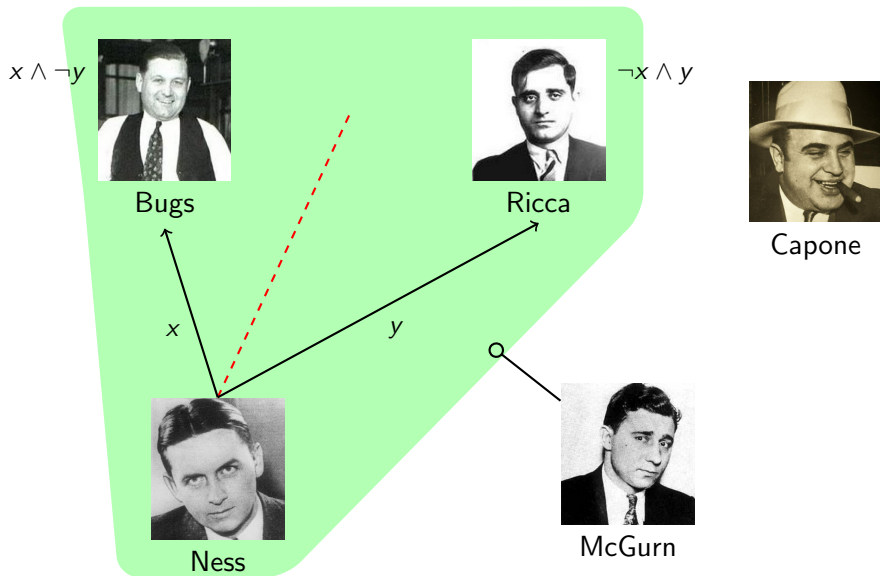 x ∧ ¬y
¬x ∧ y
Bugs
Ricca
Capone
x
y
Ness
McGurn